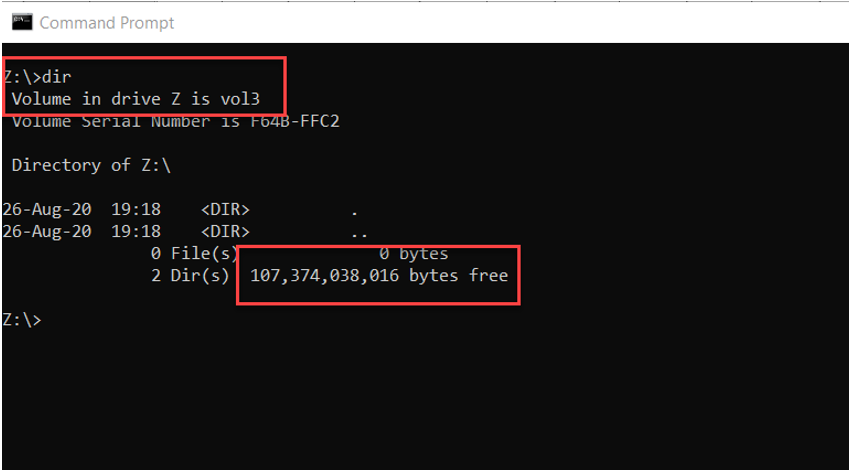 Command Prompt
Z:\>dir
Volume in drive Z is vol3
Volume Serial Number is F64B-FFC2
Directory of Z:\
26-Aug-20 19:18 <DIR> .
26-Aug-20 19:18 <DIR> ..
0 File(s) 0 bytes
2 Dir(s) 107,374,038,016 bytes free
Z:\>